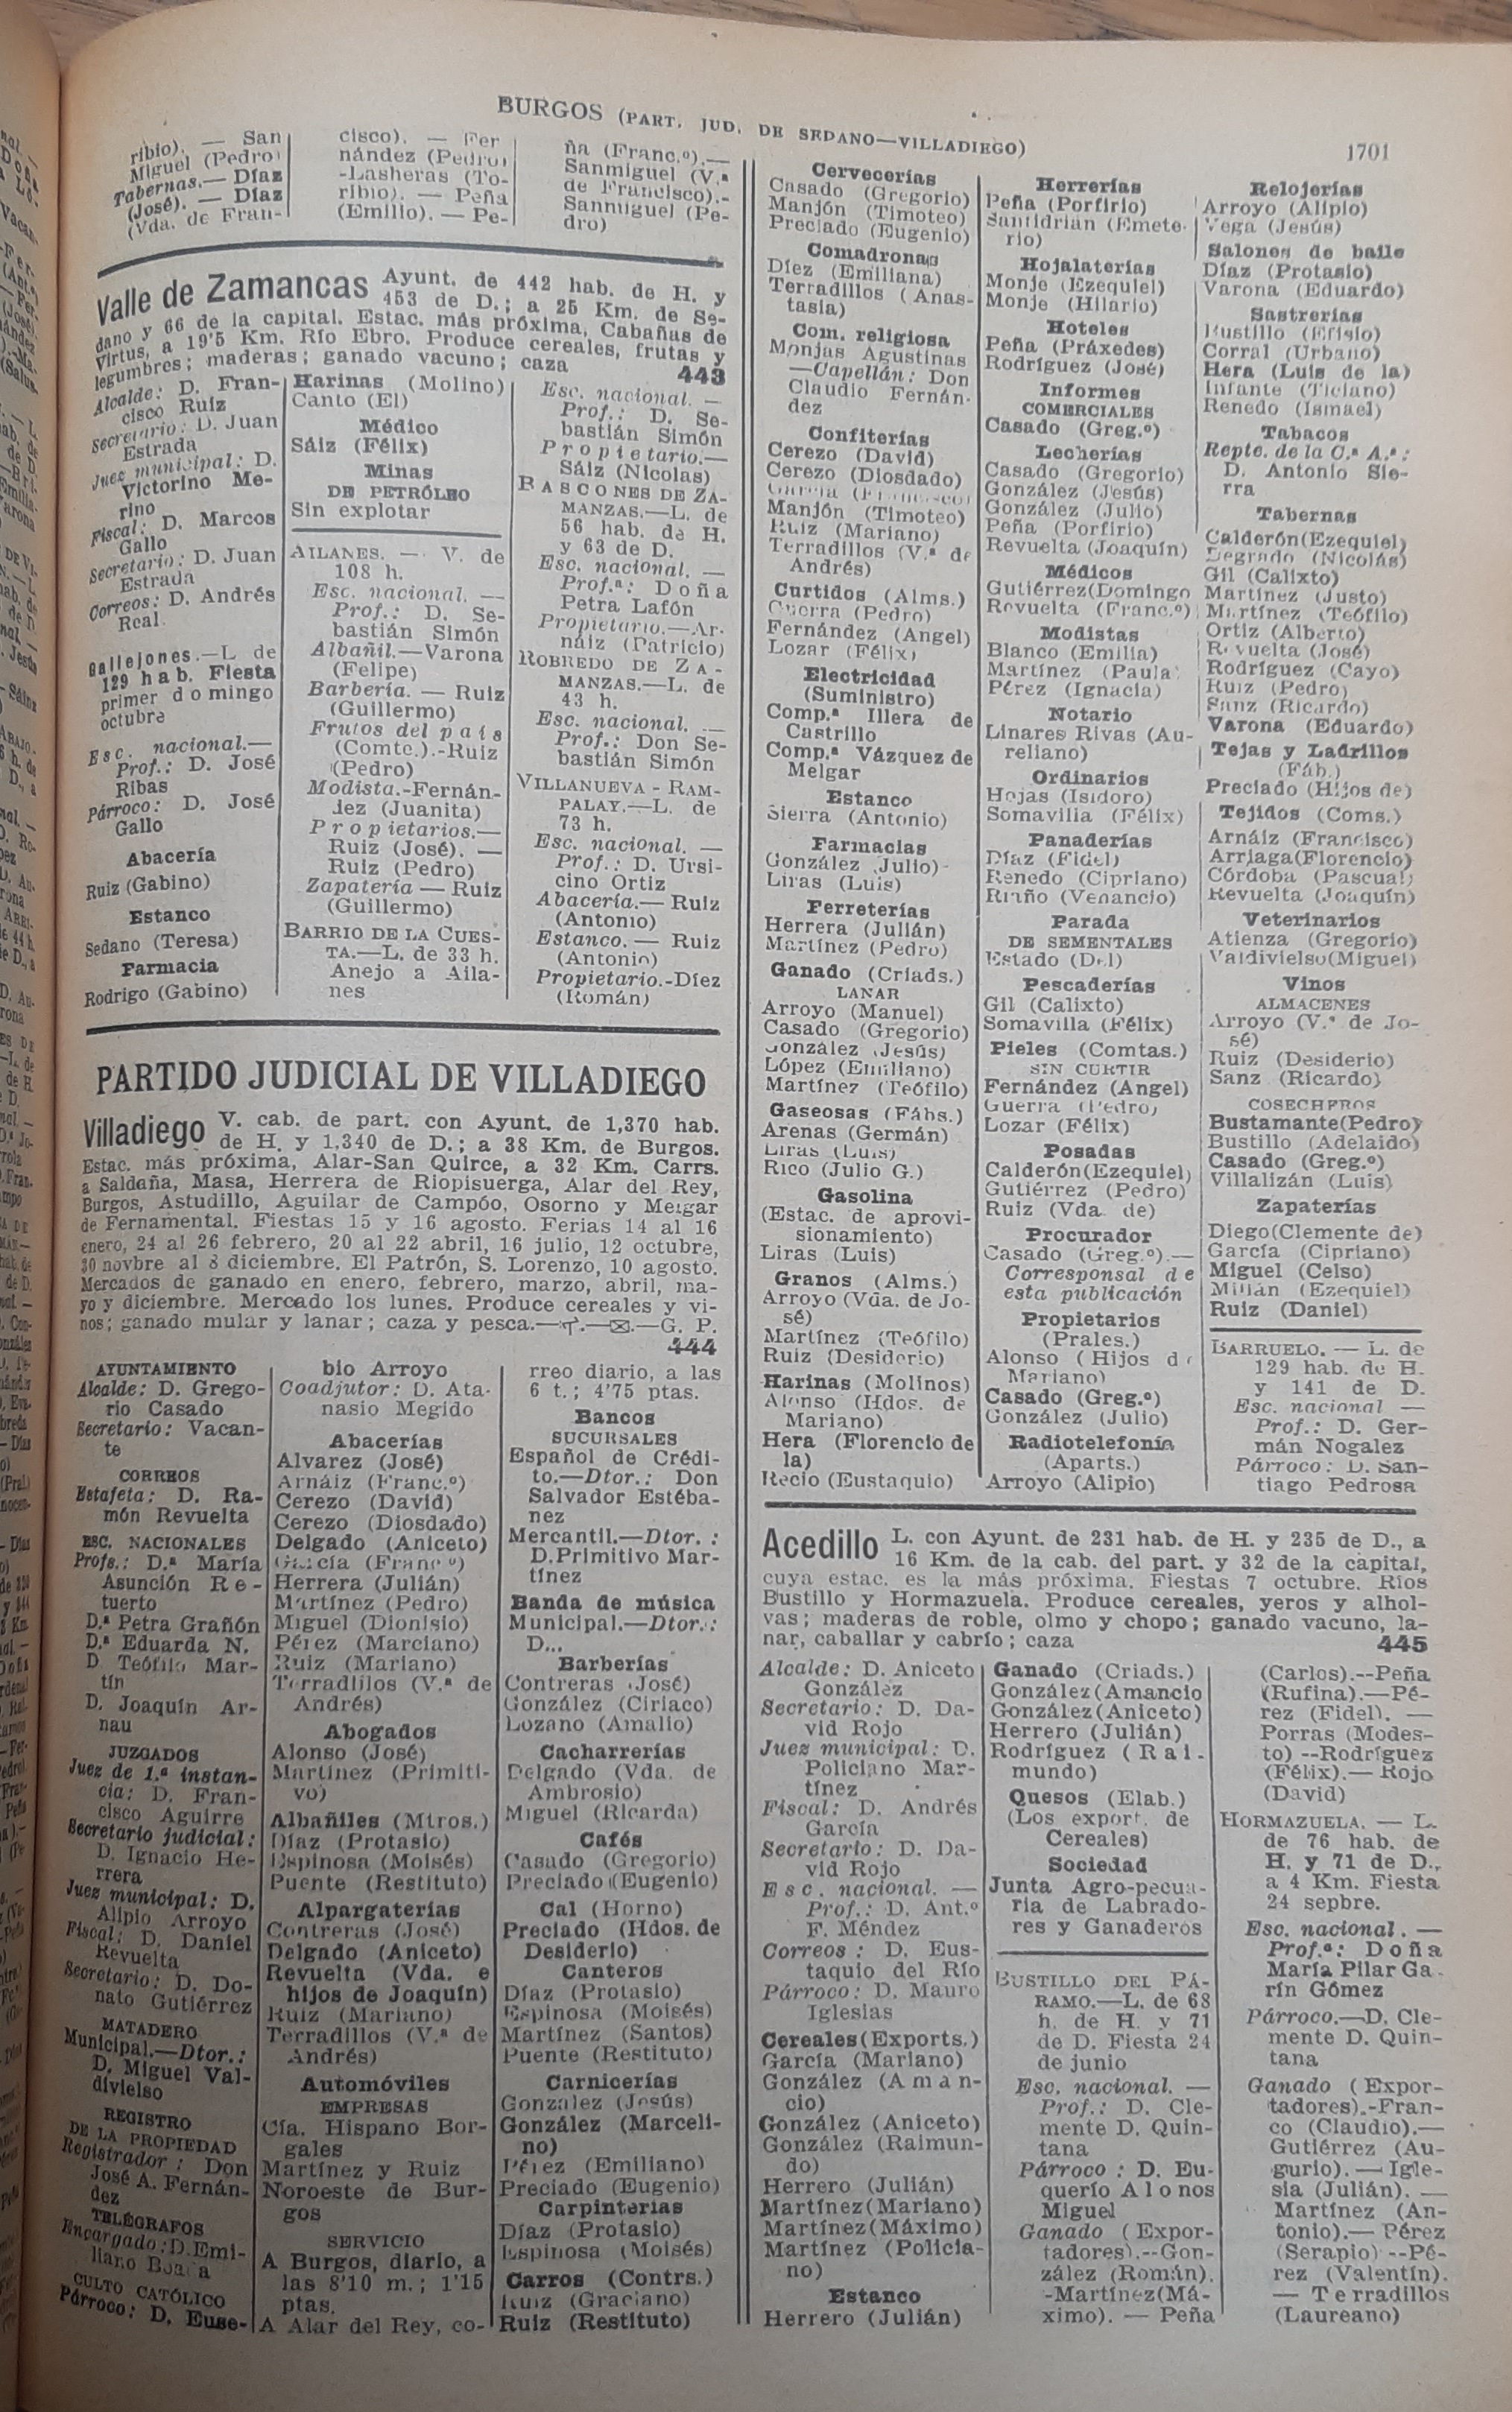 BURGOS (PART. JUD. DE SEDANO—VILLADIEGO)
1701
ribio). — San
Miguel (Pedro)
Tabernas.— Díaz
(José). — Díaz
(Vda. de Fran-
cisco). — Fer
nández (Pedro)
-Lasheras (To-
ribio). — Peña
(Emilio). — Pe-
ña (Franc.º).—
Sanmiguel (V.ª
de Francisco).-
Sanmiguel (Pe-
dro)
Valle de Zamancas Ayunt. de 442 hab. de H. y
453 de D.; a 25 Km. de Se-
dano y 66 de la capital. Estac. más próxima, Cabañas de
Virtus, a 19'5 Km. Río Ebro. Produce cereales, frutas y
legumbres; maderas; ganado vacuno; caza 443
Alcalde: D. Fran-
cisco Ruiz
Secretario: D. Juan
Estrada
Juez municipal: D.
Victorino Me-
rino
Fiscal: D. Marcos
Gallo
Secretario: D. Juan
Estrada
Correos: D. Andrés
Real
Gallejones.—L de
129 hab. Fiesta
primer domingo
octubre
Esc. nacional.—
Prof.: D. José
Ribas
Párroco: D. José
Gallo
Abacería
Ruiz (Gabino)
Estanco
Sedano (Teresa)
Farmacia
Rodrigo (Gabino)
Harinas (Molino)
Canto (El)
Médico
Sáiz (Félix)
Minas
DE PETRÓLEO
Sin explotar
AILANES. — V. de
108 h.
Esc. nacional. —
Prof.: D. Se-
bastián Simón
Albañil.—Varona
(Felipe)
Barbería. — Ruiz
(Guillermo)
Frutos del país
(Comtc.).-Ruiz
(Pedro)
Modista.-Fernán-
dez (Juanita)
Propietarios.—
Ruiz (José). —
Ruiz (Pedro)
Zapatería — Ruiz
(Guillermo)
BARRIO DE LA CUES-
TA.—L. de 33 h.
Anejo a Aila-
nes
Esc. nacional. —
Prof.: D. Se-
bastián Simón
Propietario.—
Sáiz (Nicolas)
BASCONES DE ZA-
MANZAS.—L. de
56 hab. de H.
y 63 de D.
Esc. nacional. —
Prof.ª: Doña
Petra Lafón
Propietario.—Ar-
náiz (Patricio)
ROBREDO DE ZA-
MANZAS.—L. de
43 h.
Esc. nacional. —
Prof.: Don Se-
bastián Simón
VILLANUEVA - RAM-
PALAY.—L. de
73 h.
Esc. nacional. —
Prof.: D. Ursi-
cino Ortiz
Abacería.— Ruiz
(Antonio)
Estanco. — Ruiz
(Antonio)
Propietario.-Díez
(Román)
PARTIDO JUDICIAL DE VILLADIEGO
Villadiego V. cab. de part. con Ayunt. de 1,370 hab.
de H. y 1,340 de D.; a 38 Km. de Burgos.
Estac. más próxima, Alar-San Quirce, a 32 Km. Carrs.
a Saldaña, Masa, Herrera de Riopisuerga, Alar del Rey,
Burgos, Astudillo, Aguilar de Campóo, Osorno y Melgar
de Fernamental. Fiestas 15 y 16 agosto. Ferias 14 al 16
enero, 24 al 26 febrero, 20 al 22 abril, 16 julio, 12 octubre,
30 novbre al 3 diciembre. El Patrón, S. Lorenzo, 10 agosto.
Mercados de ganado en enero, febrero, marzo, abril, ma-
yo y diciembre. Mercado los lunes. Produce cereales y vi-
nos; ganado mular y lanar; caza y pesca.— —✉.—G. P.
444
AYUNTAMIENTO
Alcalde: D. Grego-
rio Casado
Secretario: Vacan-
te
CORREOS
Estafeta: D. Ra-
món Revuelta
ESC. NACIONALES
Profs.: D.ª María
Asunción Re-
tuerto
D.ª Petra Grañón
D.ª Eduarda N.
D. Teófilo Mar-
tín
D. Joaquín Ar-
nau
JUZGADOS
Juez de 1.ª instan-
cia: D. Fran-
cisco Aguirre
Secretario judicial:
D. Ignacio He-
rrera
Juez municipal: D.
Alipio Arroyo
Fiscal: D. Daniel
Revuelta
Secretario: D. Do-
nato Gutiérrez
MATADERO
Municipal.—Dtor.:
D. Miguel Val-
divielso
REGISTRO
DE LA PROPIEDAD
Registrador: Don
José A. Fernán-
dez
TELÉGRAFOS
Encargado: D. Emi-
liano
CULTO CATÓLICO
Párroco: D. Euse-
bio Arroyo
Coadjutor: D. Ata-
nasio Megido
Abacerías
Alvarez (José)
Arnáiz (Franc.º)
Cerezo (David)
Cerezo (Diosdado)
Delgado (Aniceto)
García (Franc.º)
Herrera (Julián)
Martínez (Pedro)
Miguel (Dionisio)
Pérez (Marciano)
Ruiz (Mariano)
Terradillos (V.ª de
Andrés)
Abogados
Alonso (José)
Martínez (Primiti-
vo)
Albañiles (Mtros.)
Díaz (Protasio)
Espinosa (Moisés)
Puente (Restituto)
Alpargaterías
Contreras (José)
Delgado (Aniceto)
Revuelta (Vda. e
hijos de Joaquín)
Ruiz (Mariano)
Terradillos (V.ª de
Andrés)
Automóviles
EMPRESAS
Cía. Hispano Bor-
gales
Martínez y Ruiz
Noroeste de Bur-
gos
SERVICIO
A Burgos, diario, a
las 8'10 m.; 1'15
ptas.
A Alar del Rey, co-
rreo diario, a las
6 t.; 4'75 ptas.
Bancos
SUCURSALES
Español de Crédi-
to.—Dtor.: Don
Salvador Estéba-
nez
Mercantil.—Dtor.:
D. Primitivo Mar-
tínez
Banda de música
Municipal.—Dtor.:
D...
Barberías
Contreras (José)
González (Ciriaco)
Lozano (Amalio)
Cacharrerías
Delgado (Vda. de
Ambrosio)
Miguel (Ricarda)
Cafés
Casado (Gregorio)
Preciado (Eugenio)
Cal (Horno)
Preciado (Hdos. de
Desiderio)
Canteros
Díaz (Protasio)
Espinosa (Moisés)
Martínez (Santos)
Puente (Restituto)
Carnicerías
Gonzalez (Jesús)
González (Marceli-
no)
Pérez (Emiliano)
Preciado (Eugenio)
Carpinterías
Díaz (Protasio)
Espinosa (Moisés)
Carros (Contrs.)
Ruiz (Graciano)
Ruiz (Restituto)
Cervecerías
Casado (Gregorio)
Manjón (Timoteo)
Preciado (Eugenio)
Comadronas
Díez (Emiliana)
Terradillos (Anas-
tasia)
Com. religiosa
Monjas Agustinas
—Capellán: Don
Claudio Fernán-
dez
Confiterías
Cerezo (David)
Cerezo (Diosdado)
García (Francisco)
Manjón (Timoteo)
Ruiz (Mariano)
Terradillos (V.ª de
Andrés)
Curtidos (Alms.)
Guerra (Pedro)
Fernández (Angel)
Lozar (Félix)
Electricidad
(Suministro)
Comp.ª Illera de
Castrillo
Comp.ª Vázquez de
Melgar
Estanco
Sierra (Antonio)
Farmacias
González Julio)
Liras (Luis)
Ferreterías
Herrera (Julián)
Martínez (Pedro)
Ganado (Criads.)
LANAR
Arroyo (Manuel)
Casado (Gregorio)
González (Jesús)
López (Emiliano)
Martínez (Teófilo)
Gaseosas (Fábs.)
Arenas (Germán)
Liras (Luis)
Rico (Julio G.)
Gasolina
(Estac. de aprovi-
sionamiento)
Liras (Luis)
Granos (Alms.)
Arroyo (Vda. de Jo-
sé)
Martínez (Teófilo)
Ruiz (Desiderio)
Harinas (Molinos)
Alonso (Hdos. de
Mariano)
Hera (Florencio de
la)
Recio (Eustaquio)
Herrerías
Peña (Porfirio)
Santidrián (Emete-
rio)
Hojalaterías
Monje (Ezequiel)
Monje (Hilario)
Hoteles
Peña (Práxedes)
Rodríguez (José)
Informes
COMERCIALES
Casado (Greg.º)
Lecherías
Casado (Gregorio)
González (Jesús)
González (Julio)
Peña (Porfirio)
Revuelta (Joaquín)
Médicos
Gutiérrez (Domingo
Revuelta (Franc.º)
Modistas
Blanco (Emilia)
Martínez (Paula)
Pérez (Ignacia)
Notario
Linares Rivas (Au-
reliano)
Ordinarios
Hojas (Isidoro)
Somavilla (Félix)
Panaderías
Díaz (Fidel)
Renedo (Cipriano)
Riaño (Venancio)
Parada
DE SEMENTALES
Estado (Del)
Pescaderías
Gil (Calixto)
Somavilla (Félix)
Pieles (Comtas.)
SIN CURTIR
Fernández (Angel)
Guerra (Pedro)
Lozar (Félix)
Posadas
Calderón (Ezequiel)
Gutiérrez (Pedro)
Ruiz (Vda. de)
Procurador
Casado (Greg.º).—
Corresponsal de
esta publicación
Propietarios
(Prales.)
Alonso (Hijos de
Mariano)
Casado (Greg.º)
González (Julio)
Radiotelefonía
(Aparts.)
Arroyo (Alipio)
Relojerías
Arroyo (Alipio)
Vega (Jesús)
Salones de baile
Díaz (Protasio)
Varona (Eduardo)
Sastrerías
Bustillo (Efisio)
Corral (Urbano)
Hera (Luis de la)
Infante (Ticiano)
Renedo (Ismael)
Tabacos
Repte. de la C.ª A.ª:
D. Antonio Sie-
rra
Tabernas
Calderón (Ezequiel)
Degrado (Nicolás)
Gil (Calixto)
Martínez (Justo)
Martínez (Teófilo)
Ortiz (Alberto)
Revuelta (José)
Rodríguez (Cayo)
Ruiz (Pedro)
Sanz (Ricardo)
Varona (Eduardo)
Tejas y Ladrillos
(Fáb.)
Preciado (Hijos de)
Tejidos (Coms.)
Arnáiz (Francisco)
Arriaga (Florencio)
Córdoba (Pascual)
Revuelta (Joaquín)
Veterinarios
Atienza (Gregorio)
Valdivielso (Miguel)
Vinos
ALMACENES
Arroyo (V.ª de Jo-
sé)
Ruiz (Desiderio)
Sanz (Ricardo)
COSECHEROS
Bustamante (Pedro)
Bustillo (Adelaido)
Casado (Greg.º)
Villalizán (Luis)
Zapaterías
Diego (Clemente de)
García (Cipriano)
Miguel (Celso)
Millán (Ezequiel)
Ruiz (Daniel)
BARRUELO. — L. de
129 hab. de H.
y 141 de D.
Esc. nacional —
Prof.: D. Ger-
mán Nogalez
Párroco: D. San-
tiago Pedrosa
Acedillo L. con Ayunt. de 231 hab. de H. y 235 de D., a
16 Km. de la cab. del part. y 32 de la capital,
cuya estac. es la más próxima. Fiestas 7 octubre. Ríos
Bustillo y Hormazuela. Produce cereales, yeros y alhol-
vas; maderas de roble, olmo y chopo; ganado vacuno, la-
nar, caballar y cabrío; caza 445
Alcalde: D. Aniceto
González
Secretario: D. Da-
vid Rojo
Juez municipal: D.
Policiano Mar-
tínez
Fiscal: D. Andrés
García
Secretario: D. Da-
vid Rojo
Esc. nacional. —
Prof.: D. Ant.º
F. Méndez
Correos: D. Eus-
taquio del Río
Párroco: D. Mauro
Iglesias
Cereales (Exports.)
García (Mariano)
González (Aman-
cio)
González (Aniceto)
González (Raimun-
do)
Herrero (Julián)
Martínez (Mariano)
Martínez (Máximo)
Martínez (Policia-
no)
Estanco
Herrero (Julián)
Ganado (Criads.)
González (Amancio
González (Aniceto)
Herrero (Julián)
Rodríguez (Rai-
mundo)
Quesos (Elab.)
(Los export. de
Cereales)
Sociedad
Junta Agro-pecua-
ria de Labrado-
res y Ganaderos
BUSTILLO DEL PÁ-
RAMO.—L. de 68
h. de H. y 71
de D. Fiesta 24
de junio
Esc. nacional. —
Prof.: D. Cle-
mente D. Quin-
tana
Párroco: D. Eu-
querío Alonos
Miguel
Ganado (Expor-
tadores).--Gon-
zález (Román).
-Martínez (Má-
ximo). — Peña
(Carlos).--Peña
(Rufina).—Pé-
rez (Fidel). —
Porras (Modes-
to) --Rodríguez
(Félix).— Rojo
(David)
HORMAZUELA. — L.
de 76 hab. de
H. y 71 de D.,
a 4 Km. Fiesta
24 sepbre.
Esc. nacional. —
Prof.ª: Doña
María Pilar Ga-
rín Gómez
Párroco.—D. Cle-
mente D. Quin-
tana
Ganado (Expor-
tadores).-Fran-
co (Claudio).—
Gutiérrez (Au-
gurio). — Igle-
sia (Julián). —
Martínez (An-
tonio).— Pérez
(Serapio) --Pé-
rez (Valentín).
— Terradillos
(Laureano)